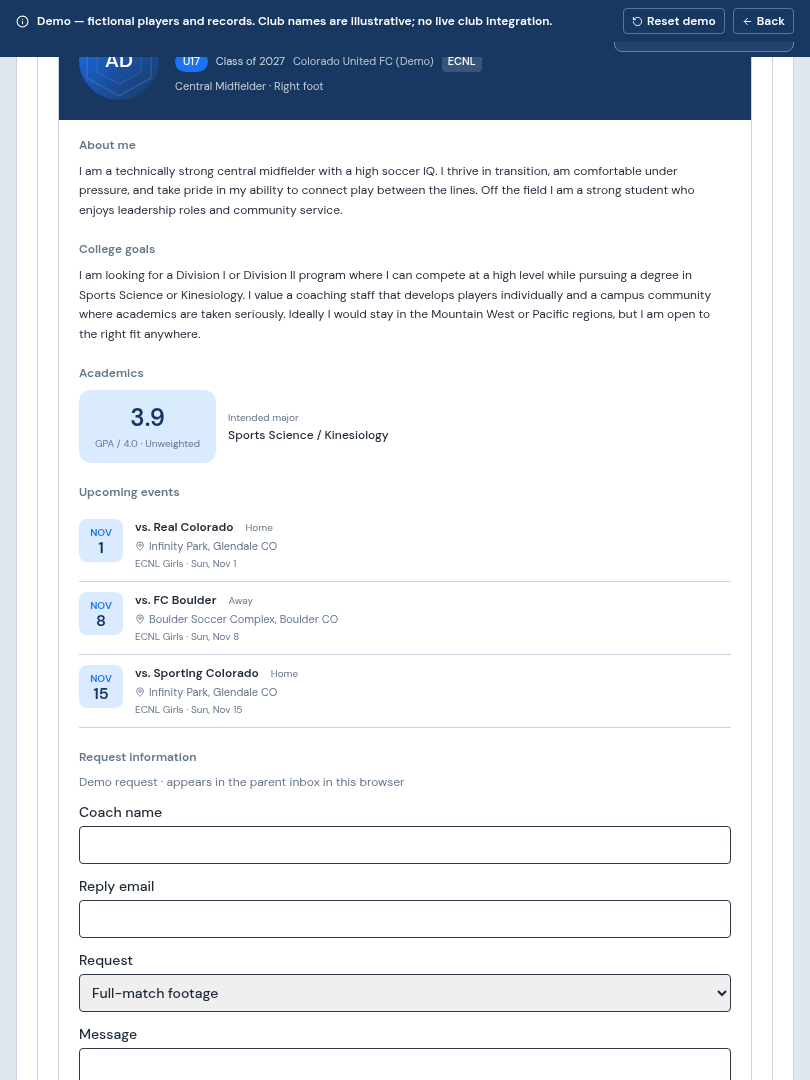 Demo — fictional players and records. Club names are illustrative; no live club integration.
Reset demo
Back
AD
U17 Class of 2027 Colorado United FC (Demo) ECNL
Central Midfielder · Right foot
About me
I am a technically strong central midfielder with a high soccer IQ. I thrive in transition, am comfortable under
pressure, and take pride in my ability to connect play between the lines. Off the field I am a strong student who
enjoys leadership roles and community service.
College goals
I am looking for a Division I or Division II program where I can compete at a high level while pursuing a degree in
Sports Science or Kinesiology. I value a coaching staff that develops players individually and a campus community
where academics are taken seriously. Ideally I would stay in the Mountain West or Pacific regions, but I am open to
the right fit anywhere.
Academics
3.9
GPA / 4.0 · Unweighted
Intended major
Sports Science / Kinesiology
Upcoming events
NOV
1
vs. Real Colorado Home
Infinity Park, Glendale CO
ECNL Girls · Sun, Nov 1
NOV
8
vs. FC Boulder Away
Boulder Soccer Complex, Boulder CO
ECNL Girls · Sun, Nov 8
NOV
15
vs. Sporting Colorado Home
Infinity Park, Glendale CO
ECNL Girls · Sun, Nov 15
Request information
Demo request · appears in the parent inbox in this browser
Coach name
Reply email
Request
Full-match footage
Message